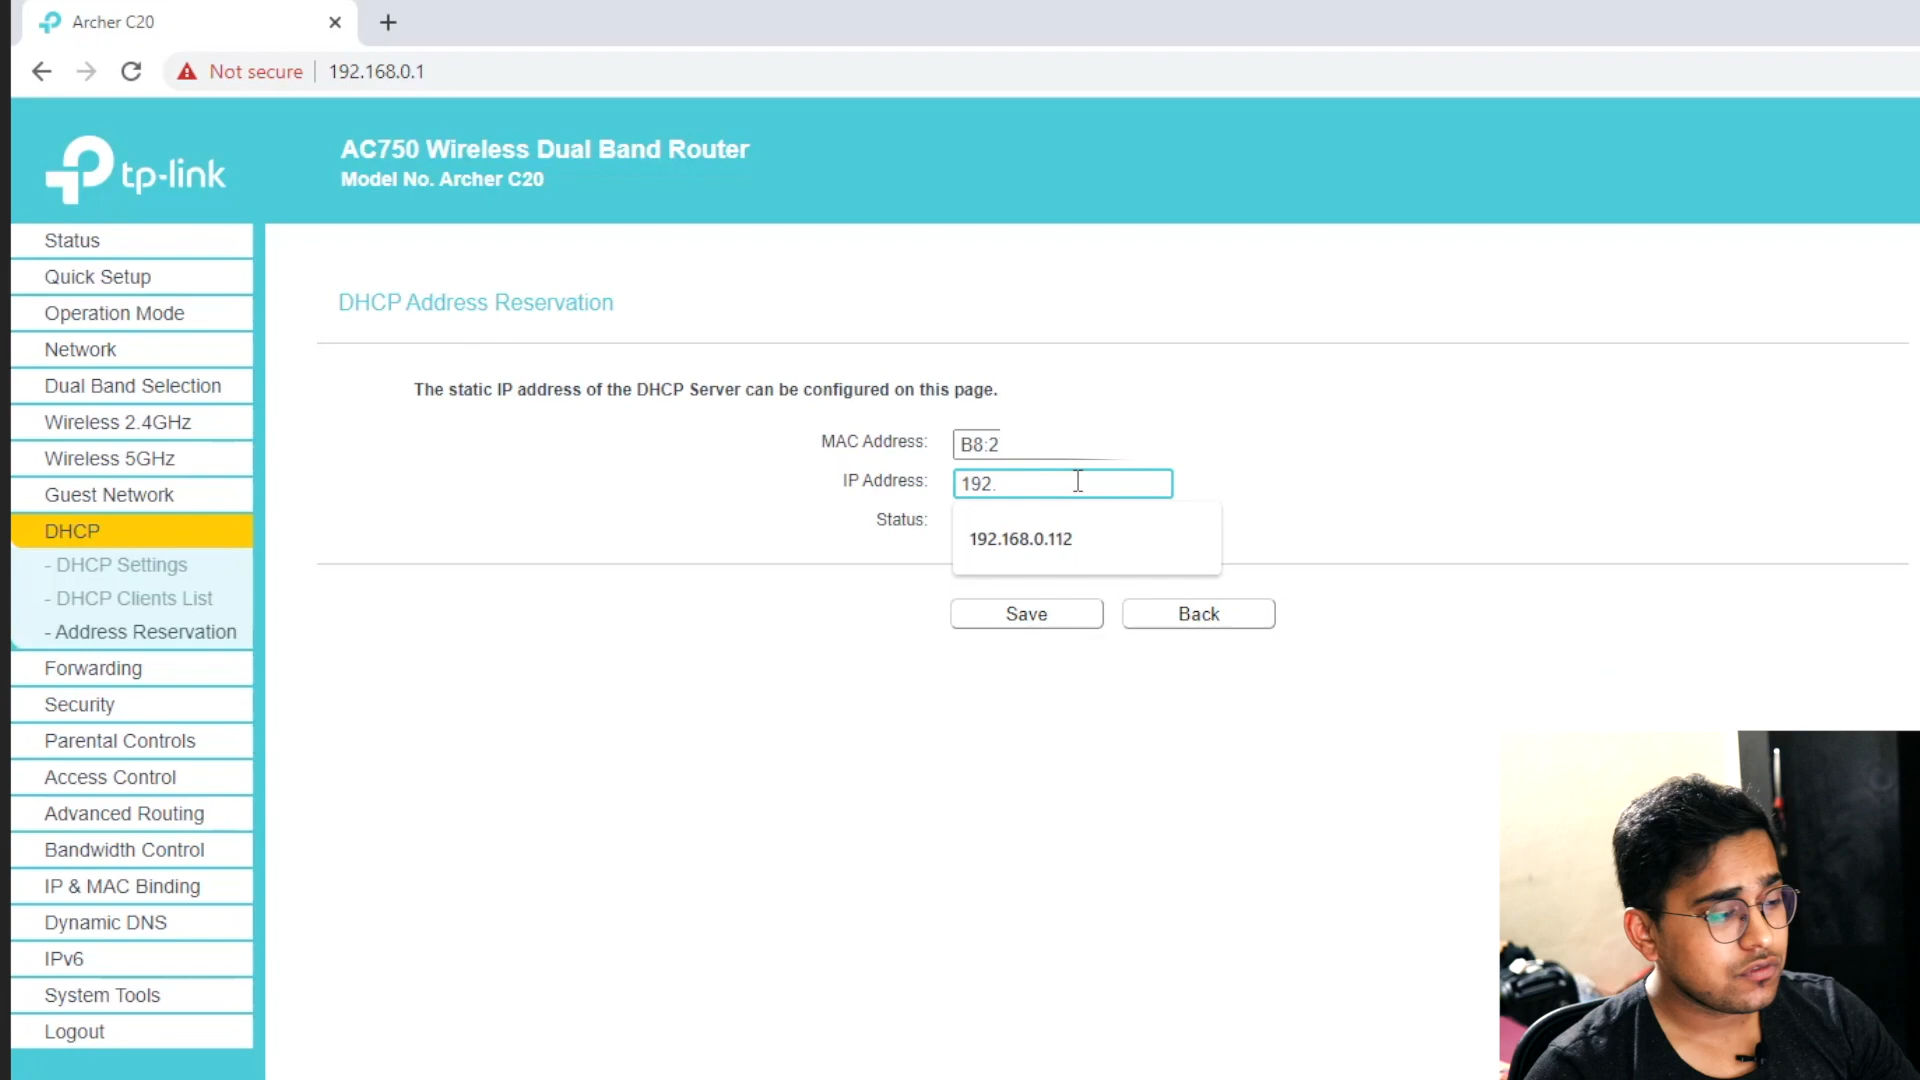 Archer C20
Not secure
192.168.0.1
tp-link
AC750 Wireless Dual Band Router
Model No. Archer C20
Status
Quick Setup
Operation Mode
Network
Dual Band Selection
Wireless 2.4GHz
Wireless 5GHz
Guest Network
DHCP
- DHCP Settings
- DHCP Clients List
- Address Reservation
Forwarding
Security
Parental Controls
Access Control
Advanced Routing
Bandwidth Control
IP & MAC Binding
Dynamic DNS
IPv6
System Tools
Logout
DHCP Address Reservation
The static IP address of the DHCP Server can be configured on this page.
MAC Address: B8:2
IP Address: 192.
Status:
192.168.0.112
Save Back